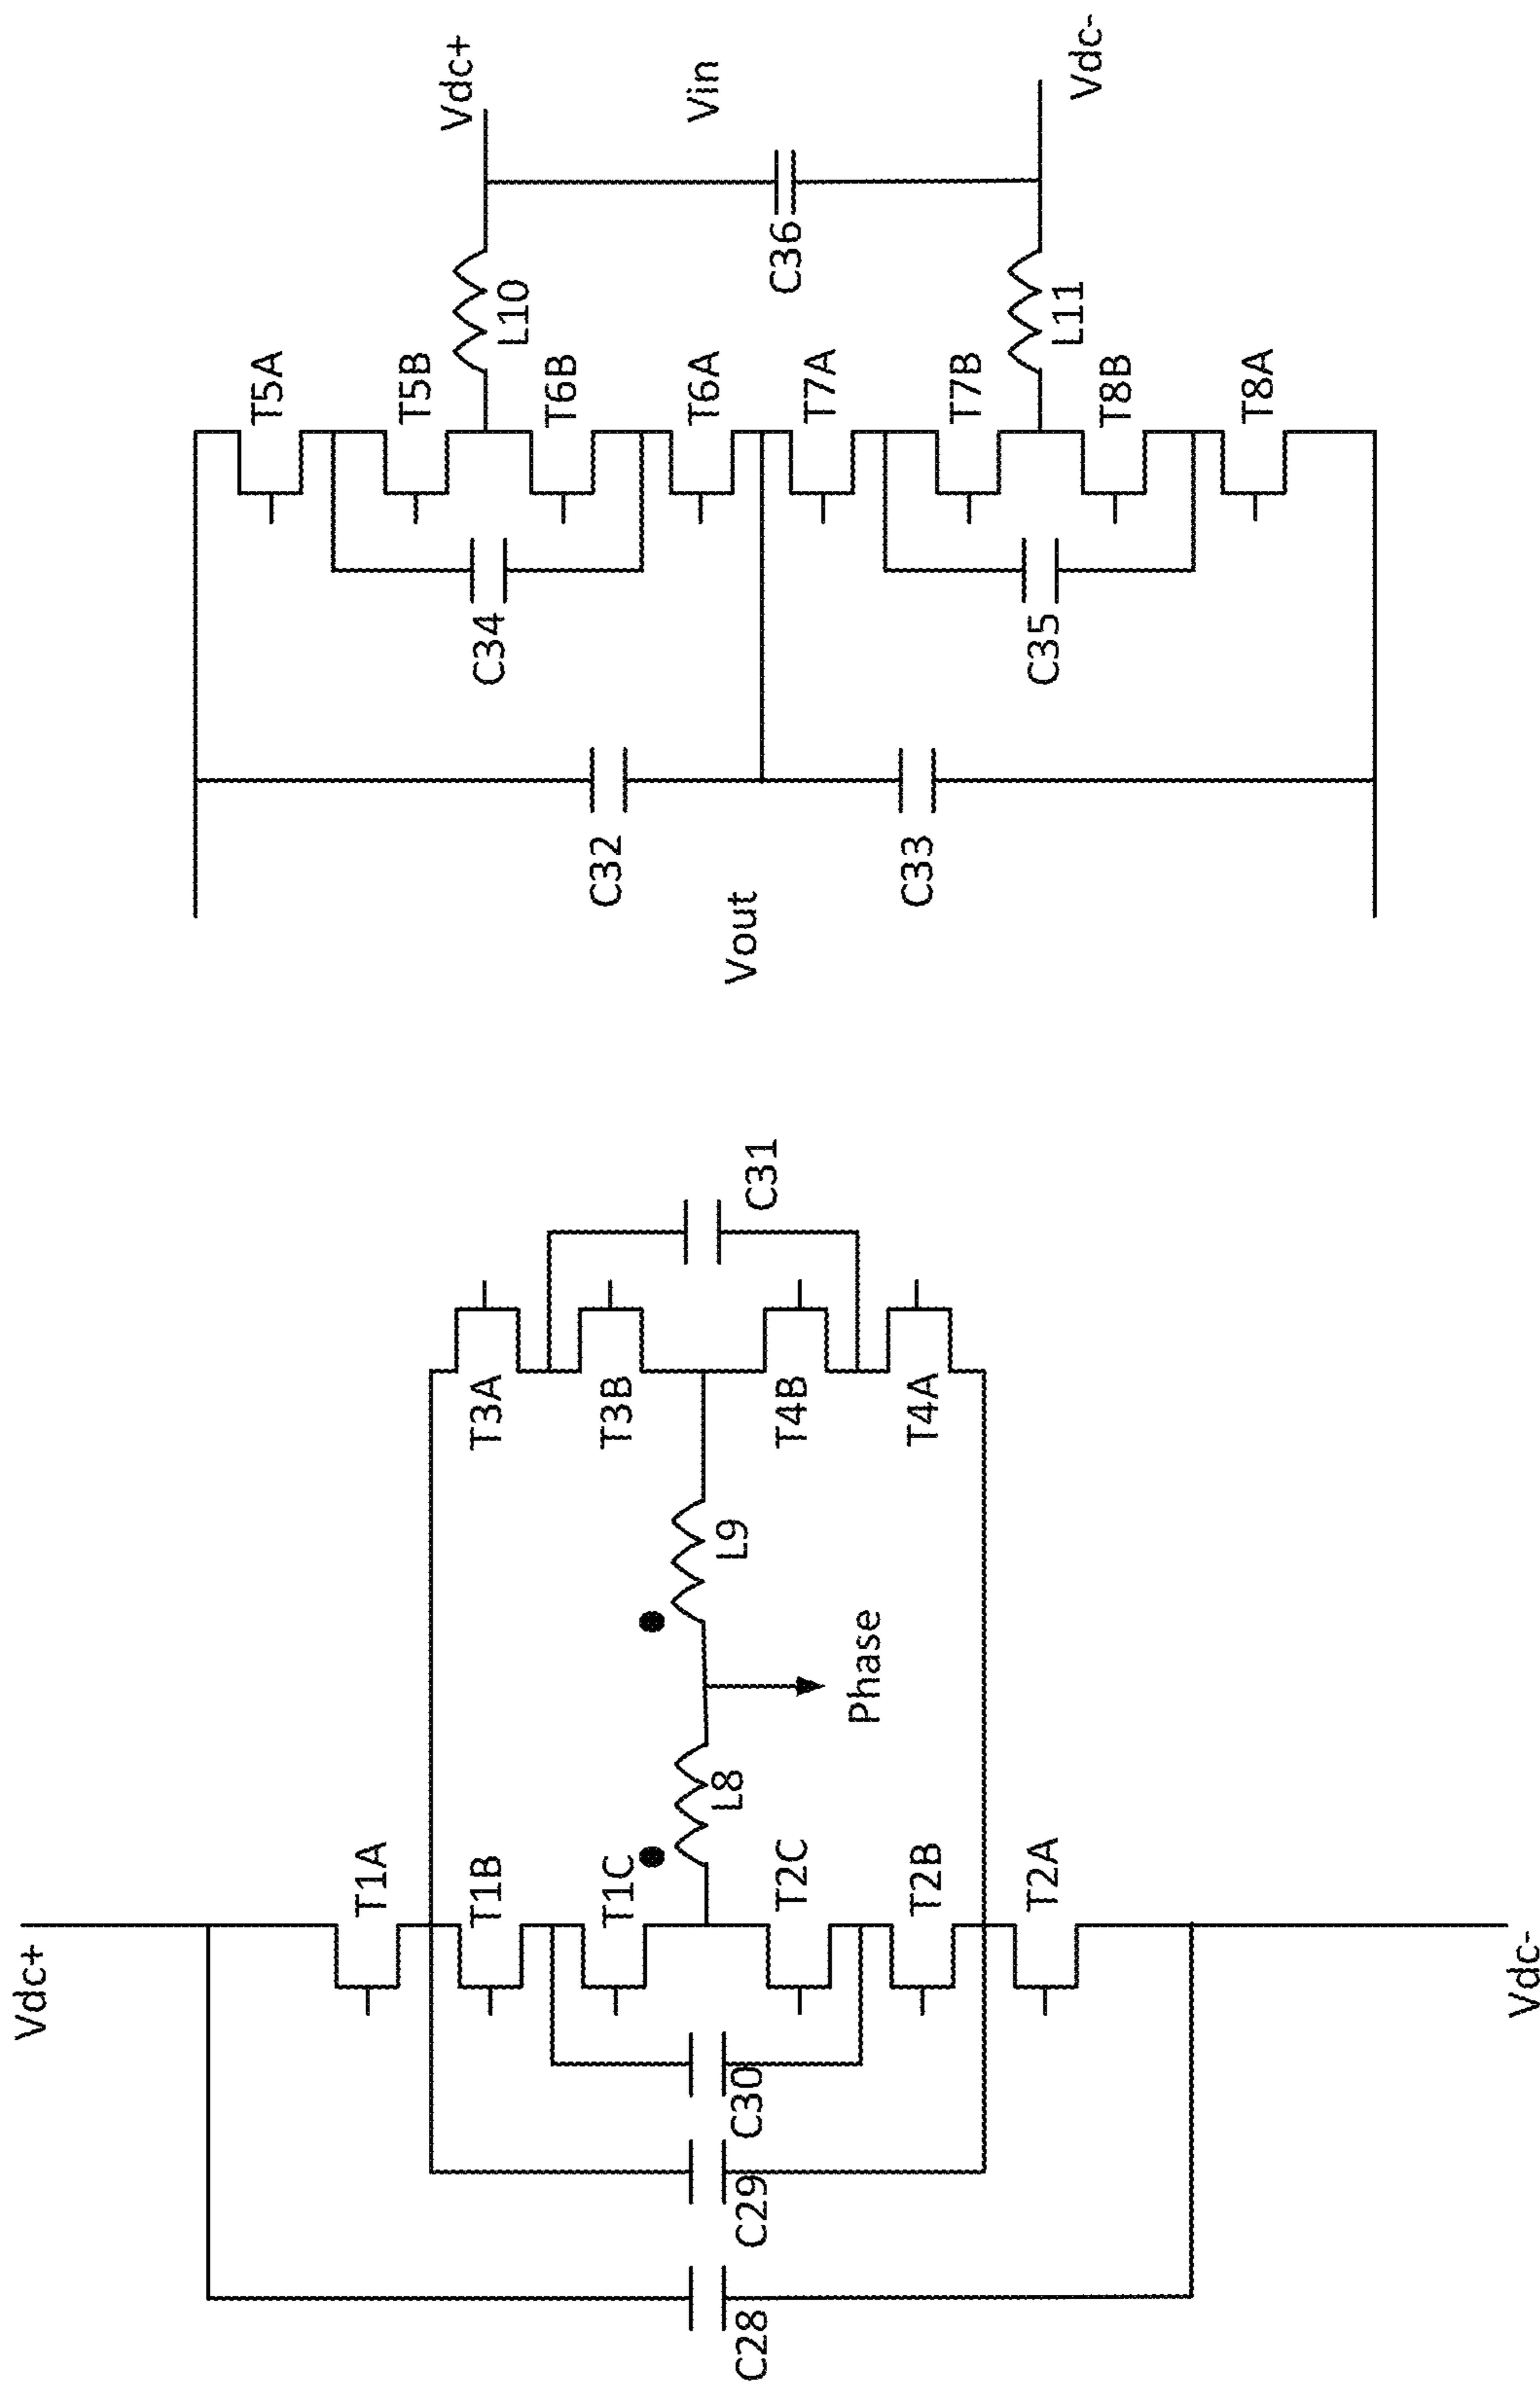 Vdc+
Vin
Vdc-
C36
L10
L11
T5A
T5B
T6B
T6A
T7A
T7B
T8B
T8A
C34
C35
C32
C33
Vout
C31
T3A
T3B
T4B
T4A
L9
Phase
L8
T1A
T1B
T1C
T2C
T2B
T2A
Vdc+
Vdc-
C30
C29
C28